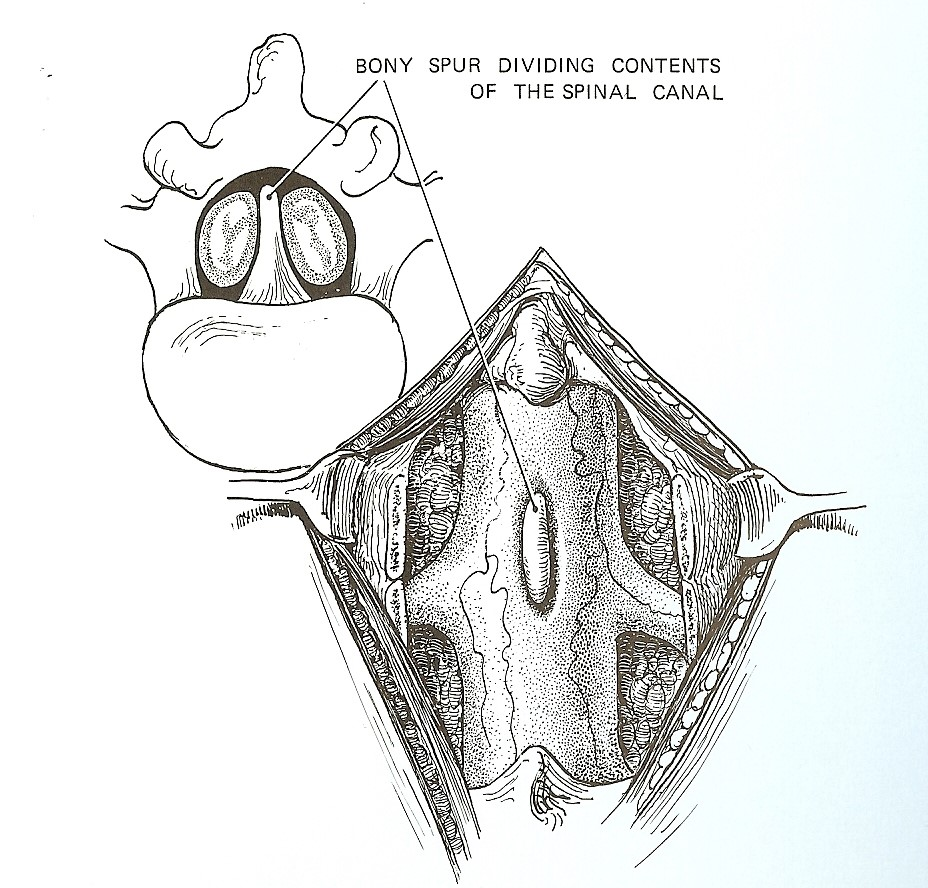 BONY SPUR DIVIDING CONTENTS
OF THE SPINAL CANAL